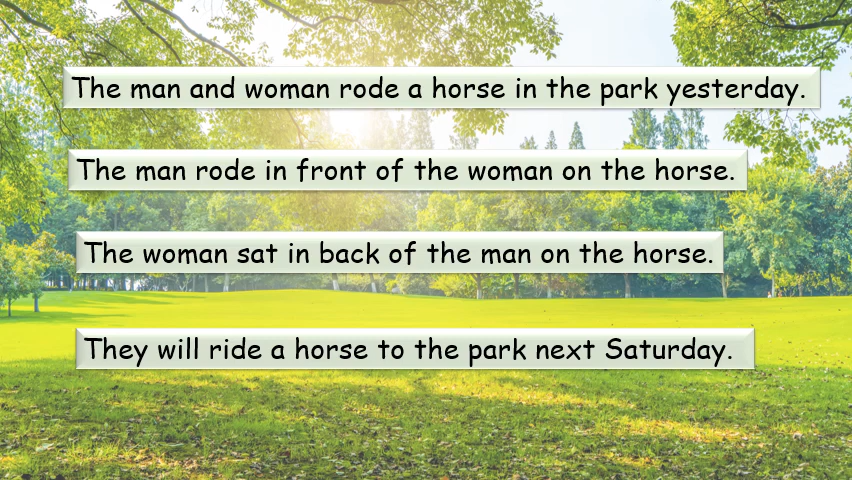 The man and woman rode a horse in the park yesterday.
The man rode in front of the woman on the horse.
The woman sat in back of the man on the horse.
They will ride a horse to the park next Saturday.